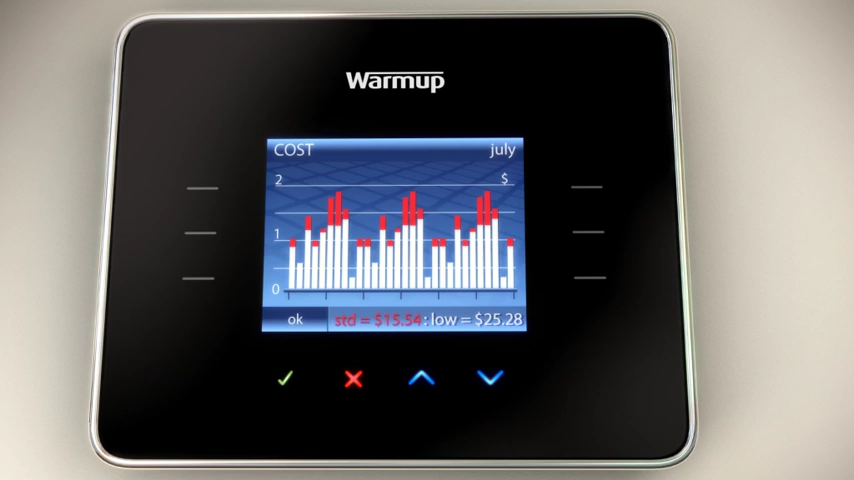 Warmup
COST july
2 $
1
0
ok std = $15.54 : low = $25.28